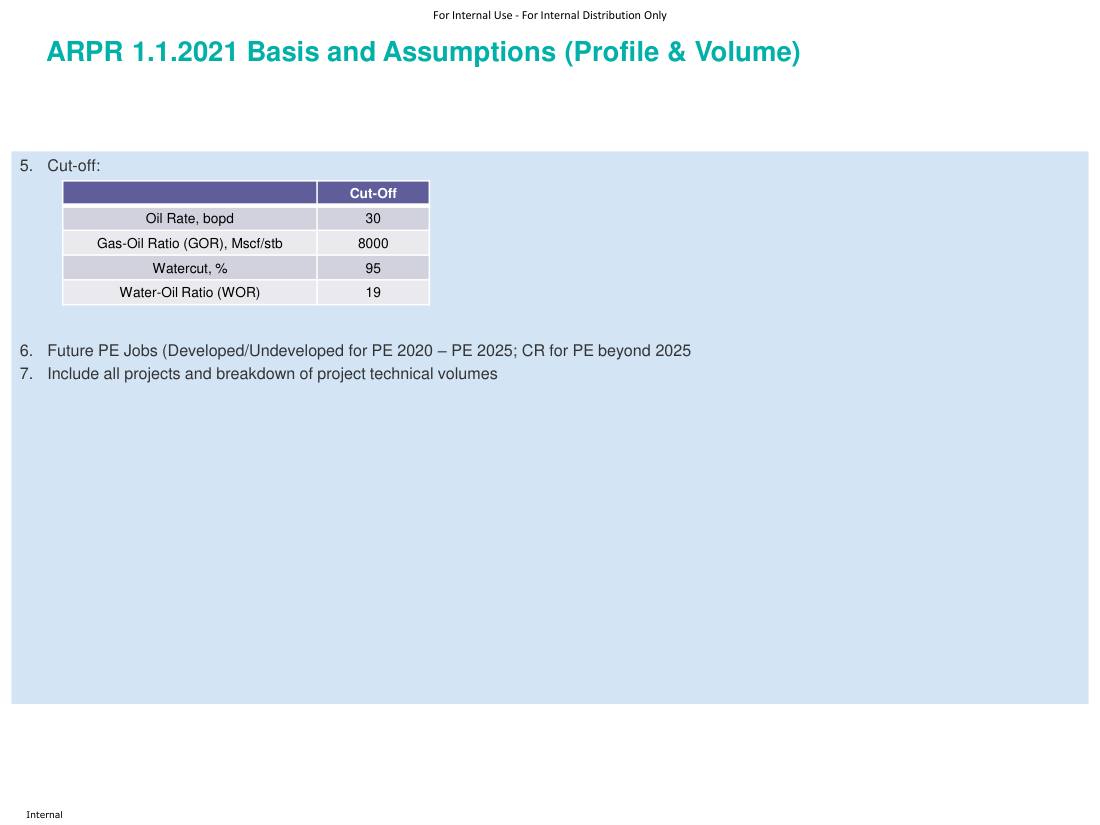 For Internal Use - For Internal Distribution Only
ARPR 1.1.2021 Basis and Assumptions (Profile & Volume)
5. Cut-off:
Cut-Off
Oil Rate, bopd 30
Gas-Oil Ratio (GOR), Mscf/stb 8000
Watercut, % 95
Water-Oil Ratio (WOR) 19
6. Future PE Jobs (Developed/Undeveloped for PE 2020 – PE 2025; CR for PE beyond 2025
7. Include all projects and breakdown of project technical volumes
Internal